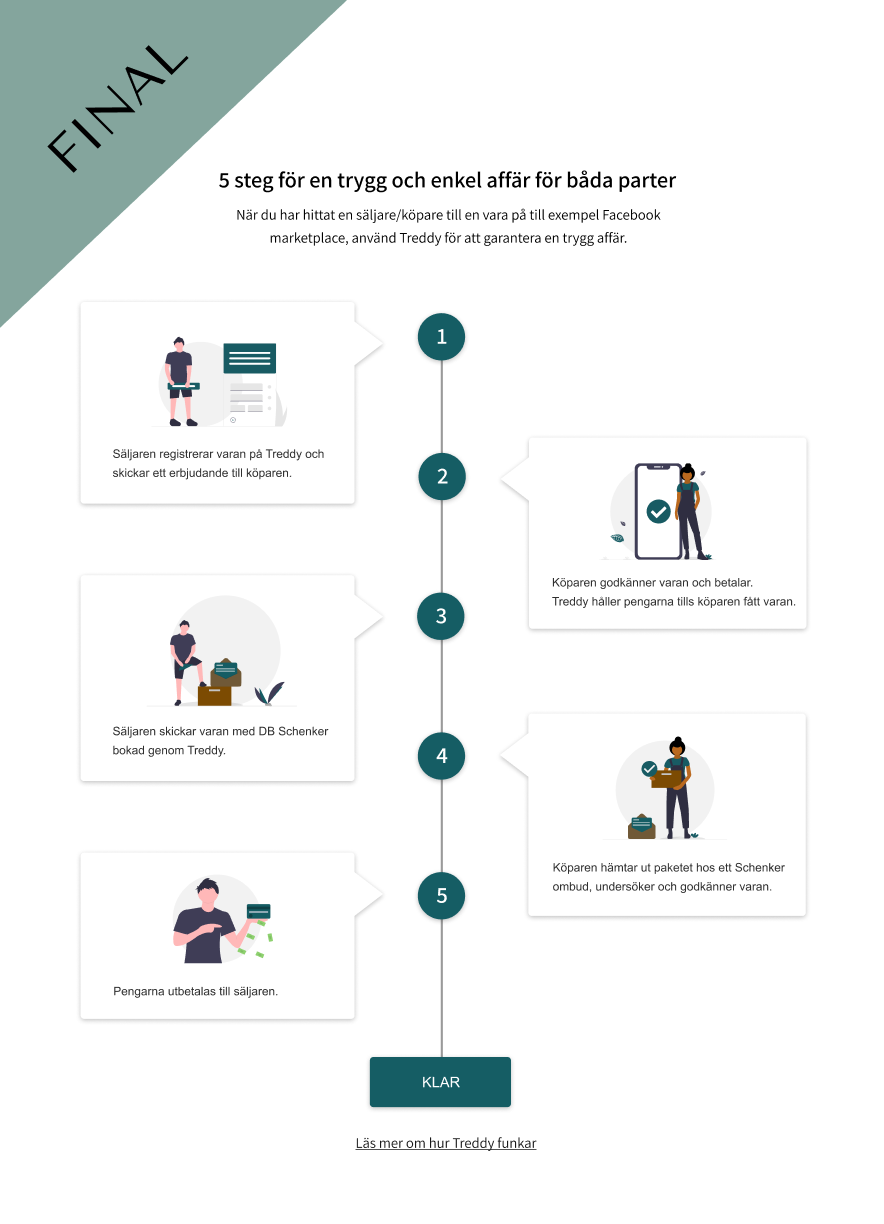 FINAL
5 steg för en trygg och enkel affär för båda parter
När du har hittat en säljare/köpare till en vara på till exempel Facebook
marketplace, använd Treddy för att garantera en trygg affär.
1
Säljaren registrerar varan på Treddy och
skickar ett erbjudande till köparen.
2
Köparen godkänner varan och betalar.
Treddy håller pengarna tills köparen fått varan.
3
Säljaren skickar varan med DB Schenker
bokad genom Treddy.
4
Köparen hämtar ut paketet hos ett Schenker
ombud, undersöker och godkänner varan.
5
Pengarna utbetalas till säljaren.
KLAR
Läs mer om hur Treddy funkar